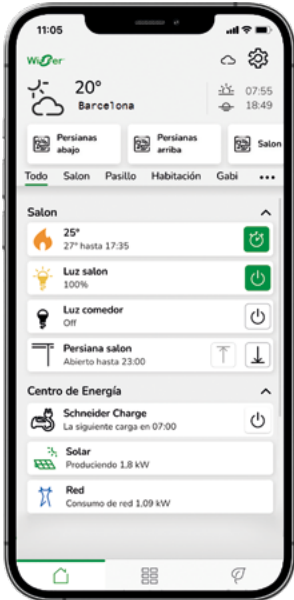 11:05
Wiser
20°
Barcelona
07:55
18:49
Persianas
abajo
Persianas
arriba
Salon
Todo Salon Pasillo Habitación Gabi
Salon
25°
27° hasta 17:35
Luz salon
100%
Luz comedor
Off
Persiana salon
Abierto hasta 23:00
Centro de Energía
Schneider Charge
La siguiente carga en 07:00
Solar
Produciendo 1,8 kW
Red
Consumo de red 1,09 kW